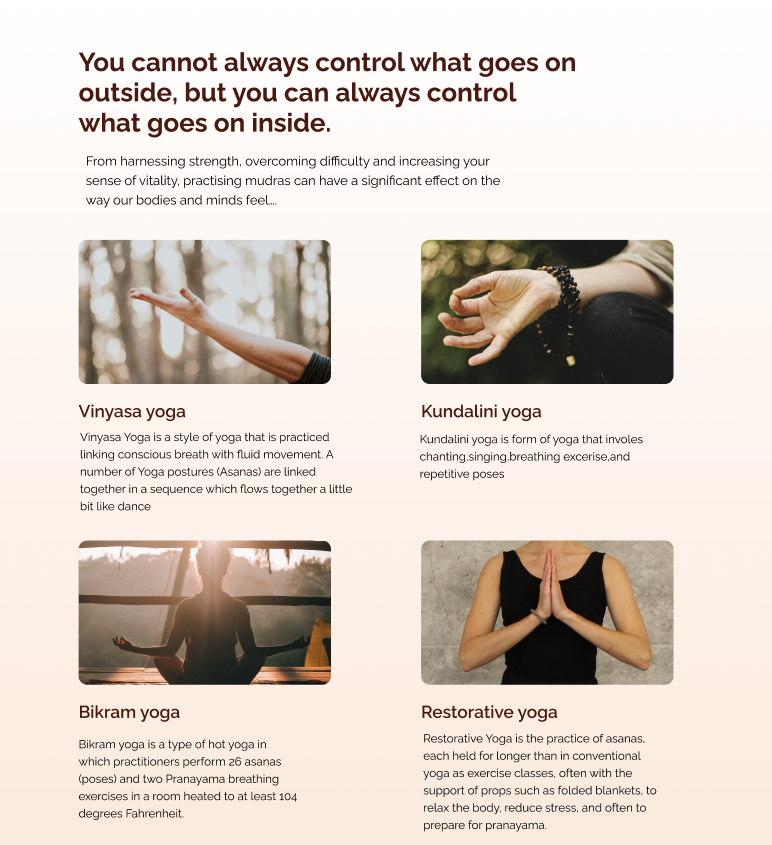 You cannot always control what goes on
outside, but you can always control
what goes on inside.
From harnessing strength, overcoming difficulty and increasing your
sense of vitality, practising mudras can have a significant effect on the
way our bodies and minds feel....
Vinyasa yoga
Vinyasa Yoga is a style of yoga that is practiced
linking conscious breath with fluid movement. A
number of Yoga postures (Asanas) are linked
together in a sequence which flows together a little
bit like dance
Kundalini yoga
Kundalini yoga is form of yoga that involes
chanting,singing,breathing excerise,and
repetitive poses
Bikram yoga
Bikram yoga is a type of hot yoga in
which practitioners perform 26 asanas
(poses) and two Pranayama breathing
exercises in a room heated to at least 104
degrees Fahrenheit.
Restorative yoga
Restorative Yoga is the practice of asanas,
each held for longer than in conventional
yoga as exercise classes, often with the
support of props such as folded blankets, to
relax the body, reduce stress, and often to
prepare for pranayama.